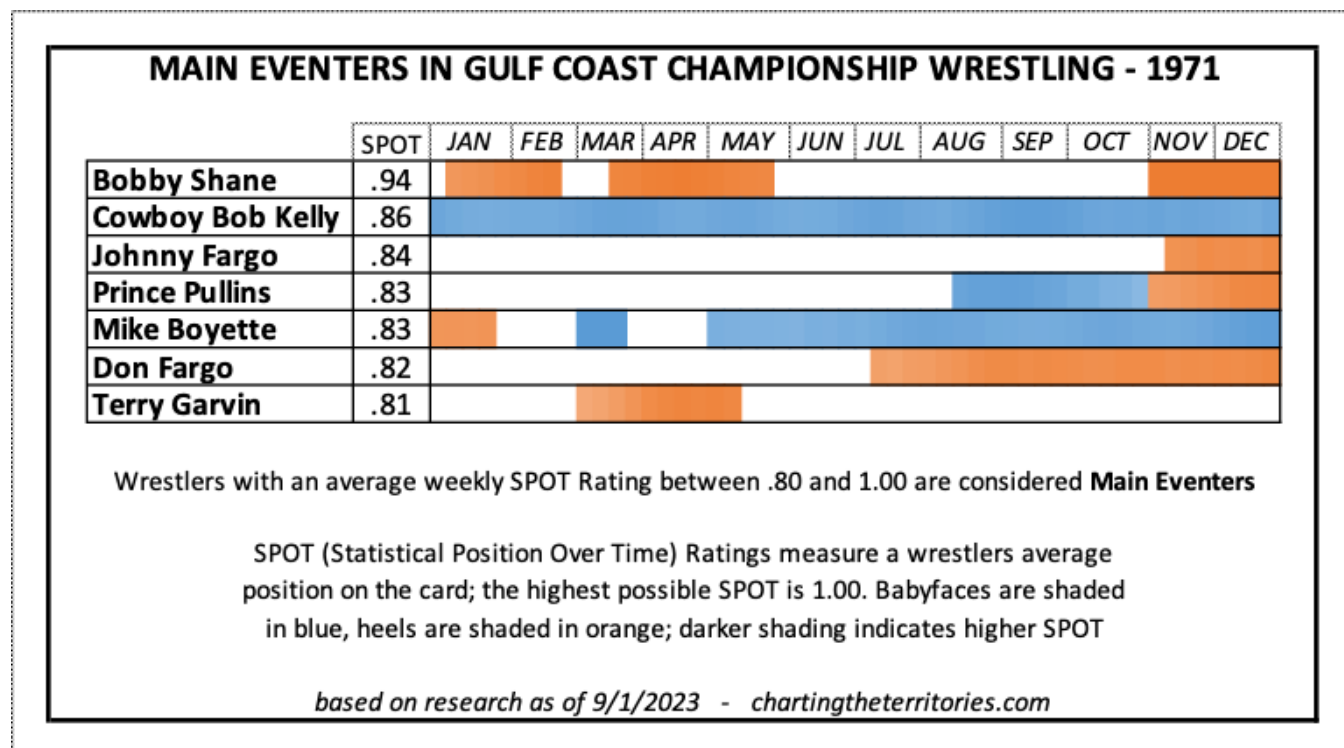 MAIN EVENTERS IN GULF COAST CHAMPIONSHIP WRESTLING - 1971
SPOT JAN FEB MAR APR MAY JUN JUL AUG SEP OCT NOV DEC
Bobby Shane .94
Cowboy Bob Kelly .86
Johnny Fargo .84
Prince Pullins .83
Mike Boyette .83
Don Fargo .82
Terry Garvin .81
Wrestlers with an average weekly SPOT Rating between .80 and 1.00 are considered Main Eventers
SPOT (Statistical Position Over Time) Ratings measure a wrestlers average
position on the card; the highest possible SPOT is 1.00. Babyfaces are shaded
in blue, heels are shaded in orange; darker shading indicates higher SPOT
based on research as of 9/1/2023 - chartingtheterritories.com